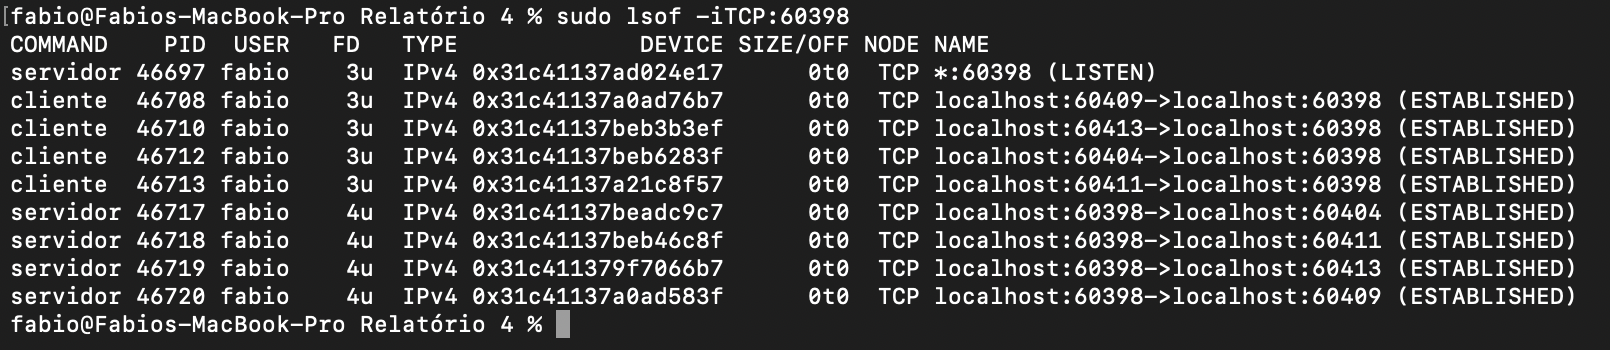 [fabio@Fabios-MacBook-Pro Relatório 4 % sudo lsof -iTCP:60398
COMMAND    PID  USER   FD   TYPE             DEVICE SIZE/OFF NODE NAME
servidor 46697 fabio    3u  IPv4 0x31c41137ad024e17      0t0  TCP *:60398 (LISTEN)
cliente  46708 fabio    3u  IPv4 0x31c41137a0ad76b7      0t0  TCP localhost:60409->localhost:60398 (ESTABLISHED)
cliente  46710 fabio    3u  IPv4 0x31c41137beb3b3ef      0t0  TCP localhost:60413->localhost:60398 (ESTABLISHED)
cliente  46712 fabio    3u  IPv4 0x31c41137beb6283f      0t0  TCP localhost:60404->localhost:60398 (ESTABLISHED)
cliente  46713 fabio    3u  IPv4 0x31c41137a21c8f57      0t0  TCP localhost:60411->localhost:60398 (ESTABLISHED)
servidor 46717 fabio    4u  IPv4 0x31c41137beadc9c7      0t0  TCP localhost:60398->localhost:60404 (ESTABLISHED)
servidor 46718 fabio    4u  IPv4 0x31c41137beb46c8f      0t0  TCP localhost:60398->localhost:60411 (ESTABLISHED)
servidor 46719 fabio    4u  IPv4 0x31c411379f7066b7      0t0  TCP localhost:60398->localhost:60413 (ESTABLISHED)
servidor 46720 fabio    4u  IPv4 0x31c41137a0ad583f      0t0  TCP localhost:60398->localhost:60409 (ESTABLISHED)
fabio@Fabios-MacBook-Pro Relatório 4 %